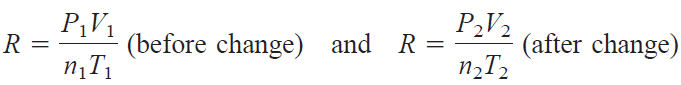 R = P₁V₁/n₁T₁ (before change) and R = P₂V₂/n₂T₂ (after change)